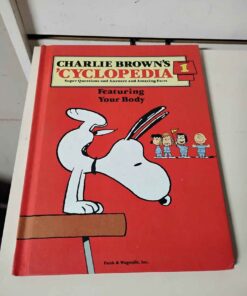 CHARLIE BROWN'S
'CYCLOPEDIA 1
Super Questions and Answers and Amazing Facts
Featuring
Your Body
Funk & Wagnalls, Inc.